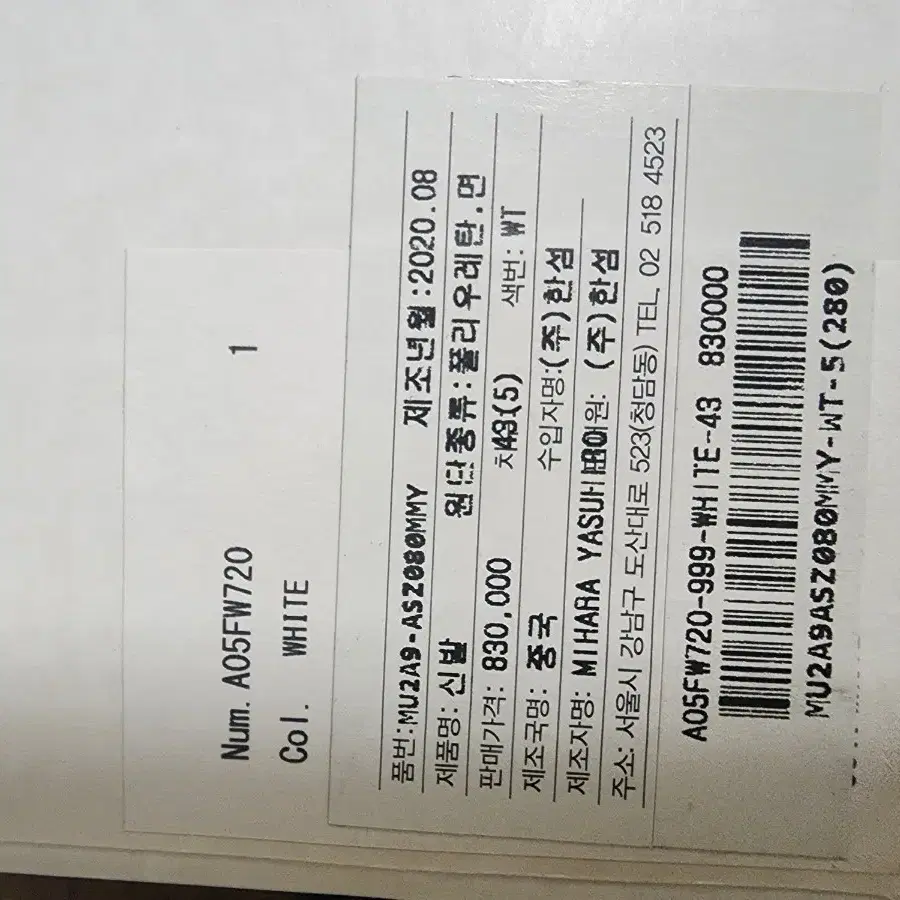 Num. A05FW720 1
Col. WHITE
품번:MU2A9-ASZ080MMY 제조년월:2020.08
제품명: 신발 원단종류:폴리우레탄.면
판매가격: 830,000 43(5) 색번: WT
제조국명: 중국 수입자명:(주)한섬
제조자명: MIHARA YASUHIRO 원: (주)한섬
주소: 서울시 강남구 도산대로 523(청담동) TEL. 02 518 4523
A05FW720-999-WHITE-43 830000
MU2A9ASZ080MMY-WT-5(280)